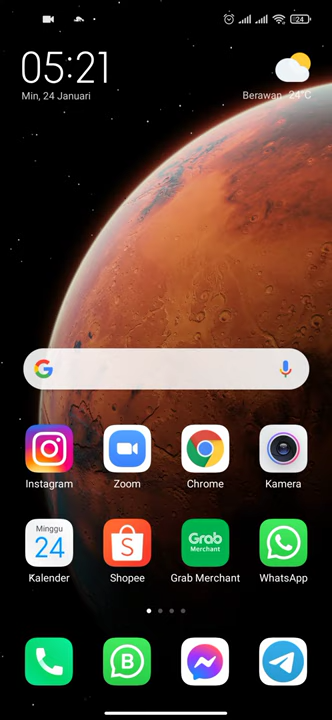 24
05:21
Min, 24 Januari
Berawan 24°C
Instagram
Zoom
Chrome
Kamera
Minggu
24
Grab
Merchant
Kalender
Shopee
Grab Merchant
WhatsApp